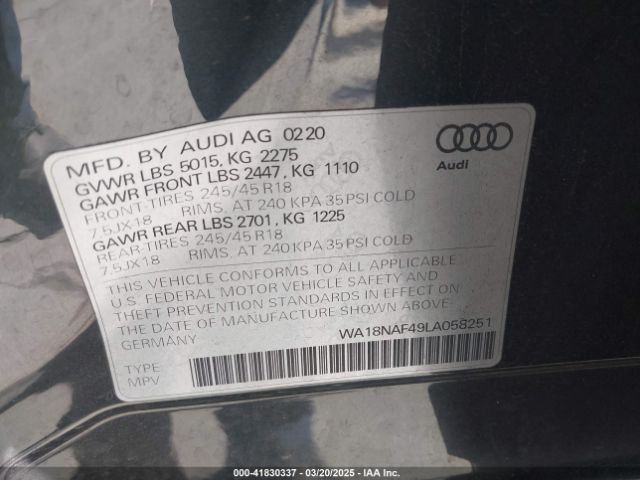 MFD. BY AUDI AG 0220
GVWR LBS 5015, KG 2275
GAWR FRONT LBS 2447, KG 1110
FRONT-TIRES 245/45 R18
7.5JX18 RIMS, AT 240 KPA 35 PSI COLD
GAWR REAR LBS 2701, KG 1225
REAR-TIRES 245/45 R18
7.5JX18 RIMS, AT 240 KPA 35 PSI COLD
Audi
THIS VEHICLE CONFORMS TO ALL APPLICABLE
U.S. FEDERAL MOTOR VEHICLE SAFETY AND
THEFT PREVENTION STANDARDS IN EFFECT ON
THE DATE OF MANUFACTURE SHOWN ABOVE.
GERMANY
WA18NAF49LA058251
TYPE
MPV
000-41830337 - 03/20/2025 - IAA Inc.